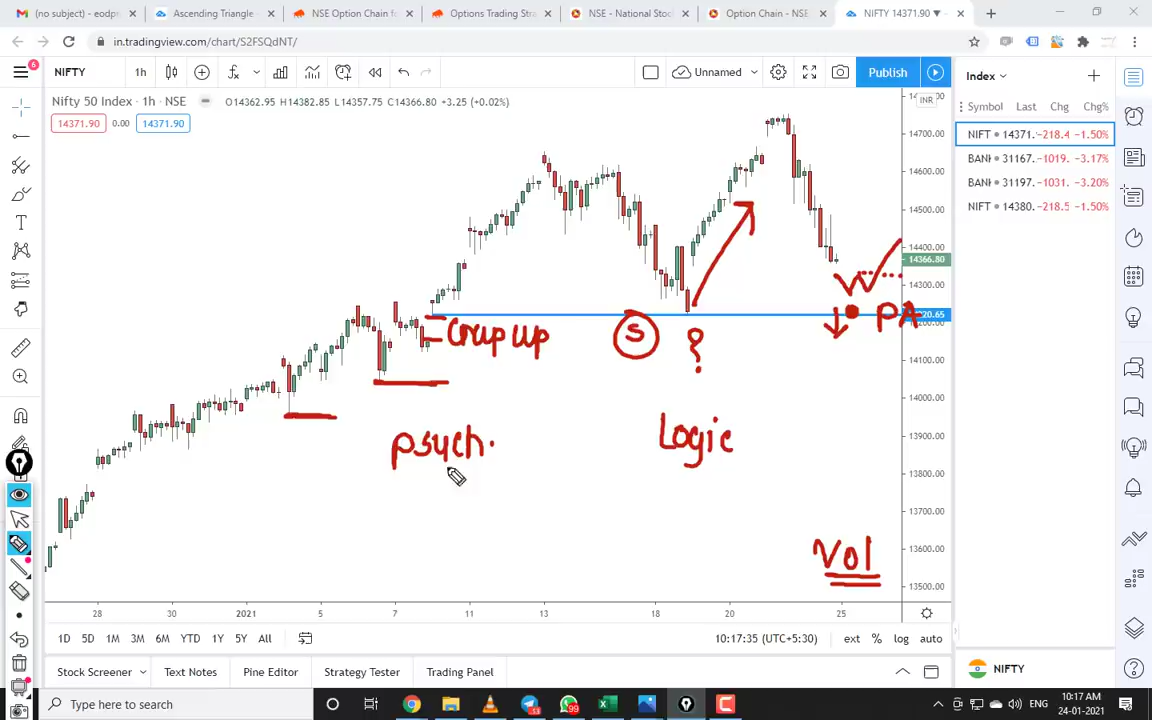 (no subject) - eodp
Ascending Triangle -
NSE Option Chain fo
Options Trading Stra
NSE - National Stoc
Option Chain - NSE
NIFTY 14371.90 ▼
in.tradingview.com/chart/S2FSQdNT/
6
NIFTY
1h
Unnamed
Publish
Index
Nifty 50 Index 1h NSE
O14362.95 H14382.85 L14357.75 C14366.80 +3.25 (+0.02%)
14371.90 0.00 14371.90
INR
Symbol Last Chg Chg%
NIFT 14371. -218.4 -1.50%
BANI 31167. -1019. -3.17%
BANI 31197. -1031. -3.20%
NIFT 14380. -218.5 -1.50%
14700.00
14600.00
14500.00
14400.00
14366.80
14300.00
20.65
14200.00
14100.00
14000.00
13900.00
13800.00
13700.00
13600.00
13500.00
S
?
PA
psych.
Logic
Vol
28 30 2021 5 7 11 13 18 20 25
1D 5D 1M 3M 6M YTD 1Y 5Y All
10:17:35 (UTC+5:30) ext % log auto
Stock Screener Text Notes Pine Editor Strategy Tester Trading Panel
NIFTY
Type here to search
99
ENG
10:17 AM
24-01-2021